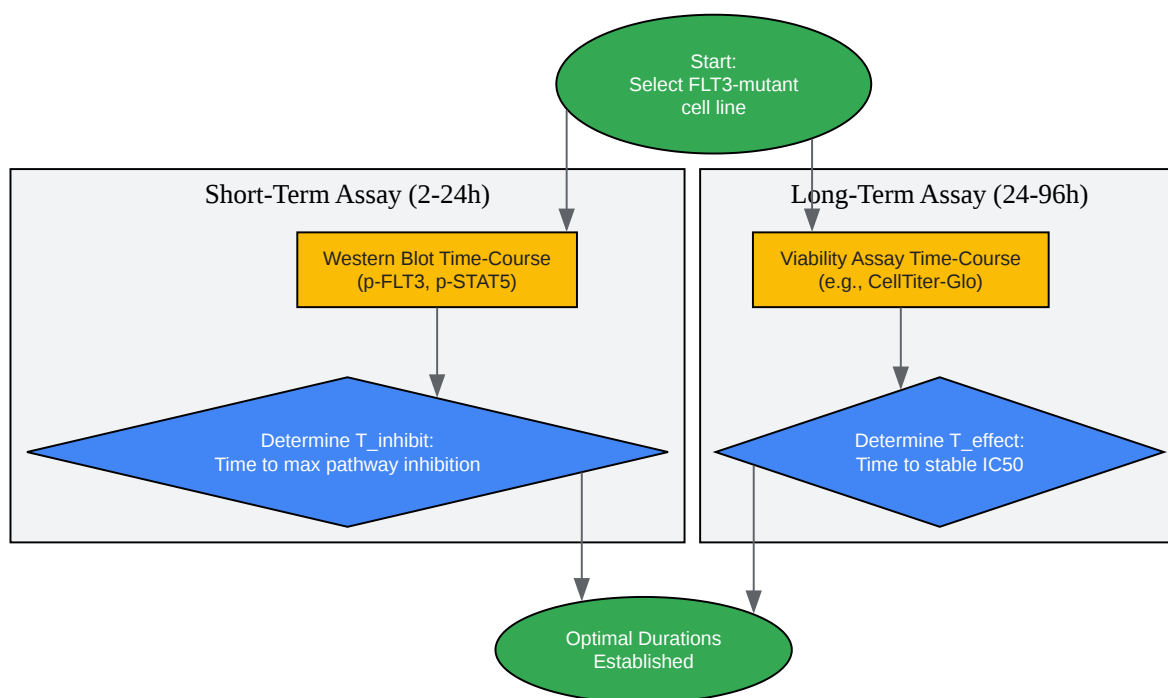 Start:
Select FLT3-mutant
cell line
Short-Term Assay (2-24h)
Western Blot Time-Course
(p-FLT3, p-STAT5)
Determine T_inhibit:
Time to max pathway inhibition
Long-Term Assay (24-96h)
Viability Assay Time-Course
(e.g., CellTiter-Glo)
Determine T_effect:
Time to stable IC50
Optimal Durations
Established